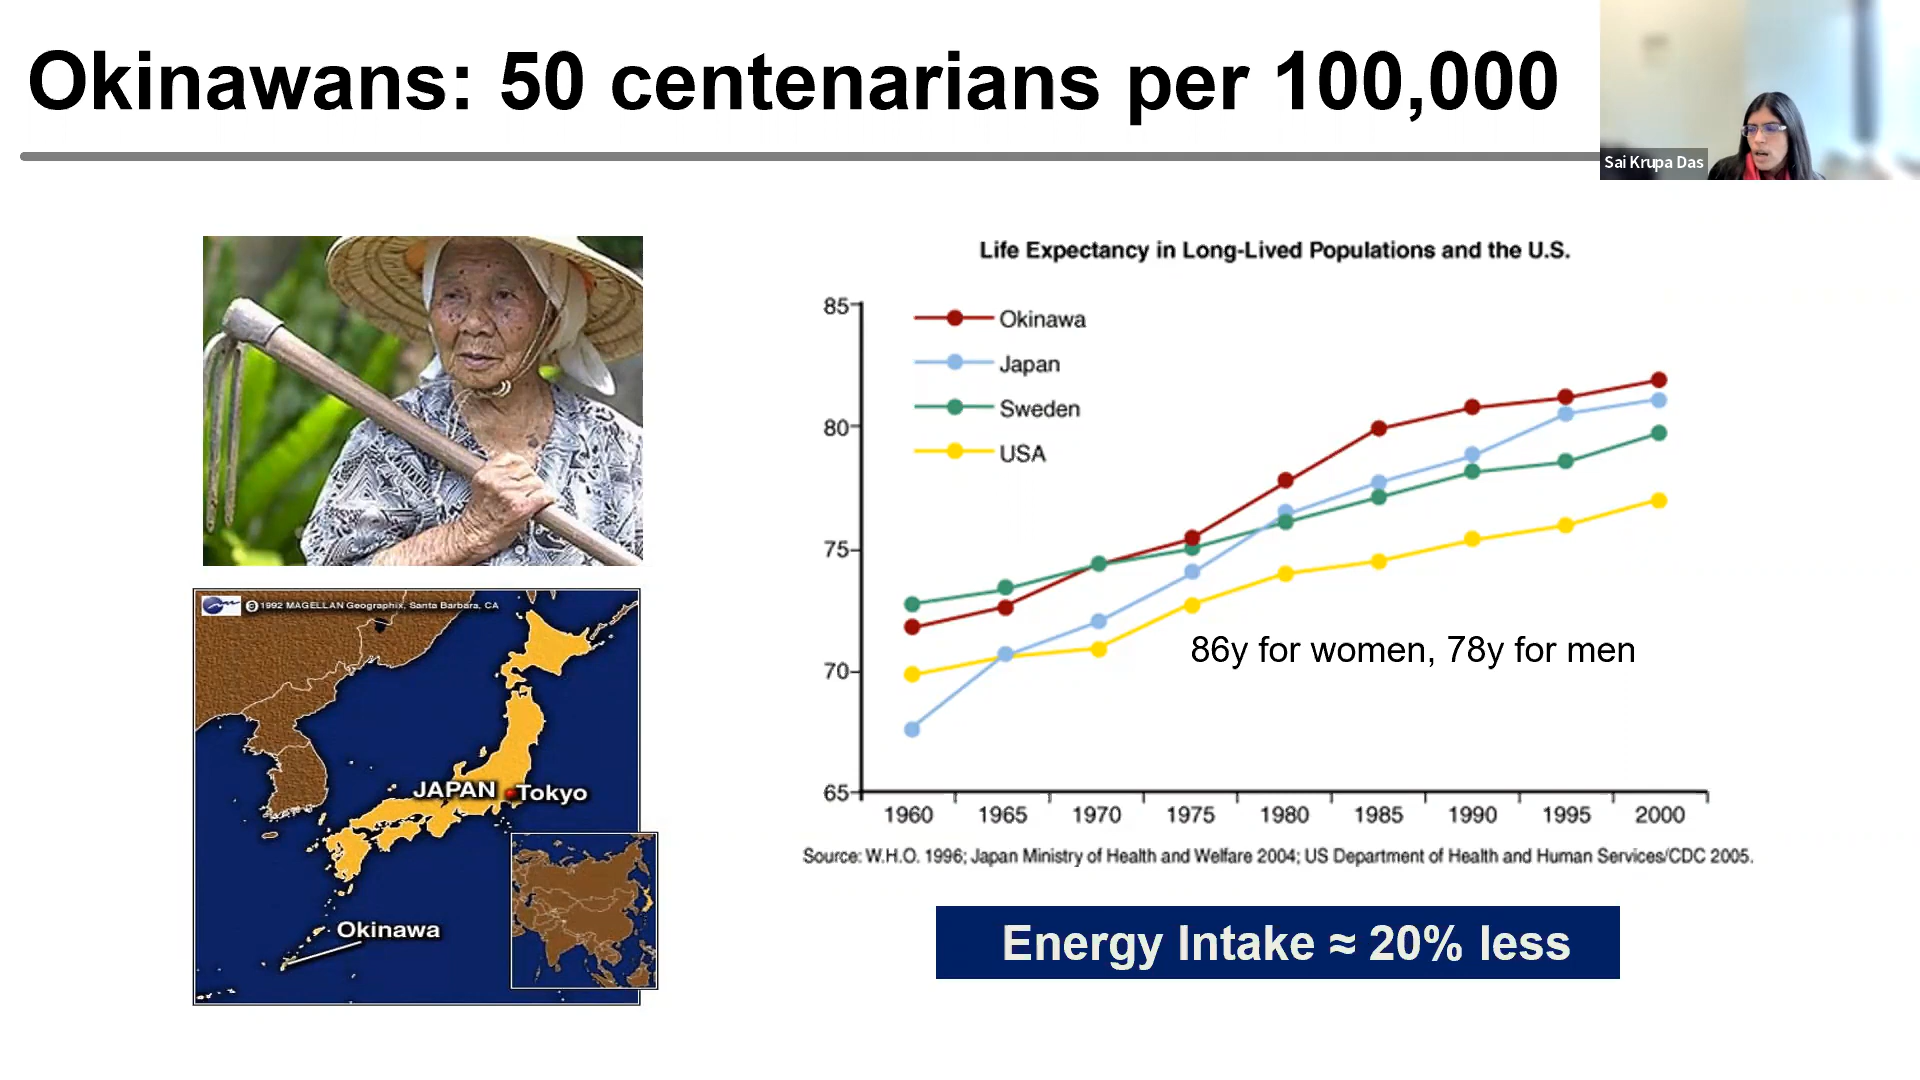 Okinawans: 50 centenarians per 100,000
Sai Krupa Das
Life Expectancy in Long-Lived Populations and the U.S.
85
Okinawa
Japan
Sweden
USA
80
75
70
65
86y for women, 78y for men
1960 1965 1970 1975 1980 1985 1990 1995 2000
Source: W.H.O. 1996; Japan Ministry of Health and Welfare 2004; US Department of Health and Human Services/CDC 2005.
Energy Intake ≈ 20% less
© 1992 MAGELLAN Geographix, Santa Barbara, CA
JAPAN
Tokyo
Okinawa